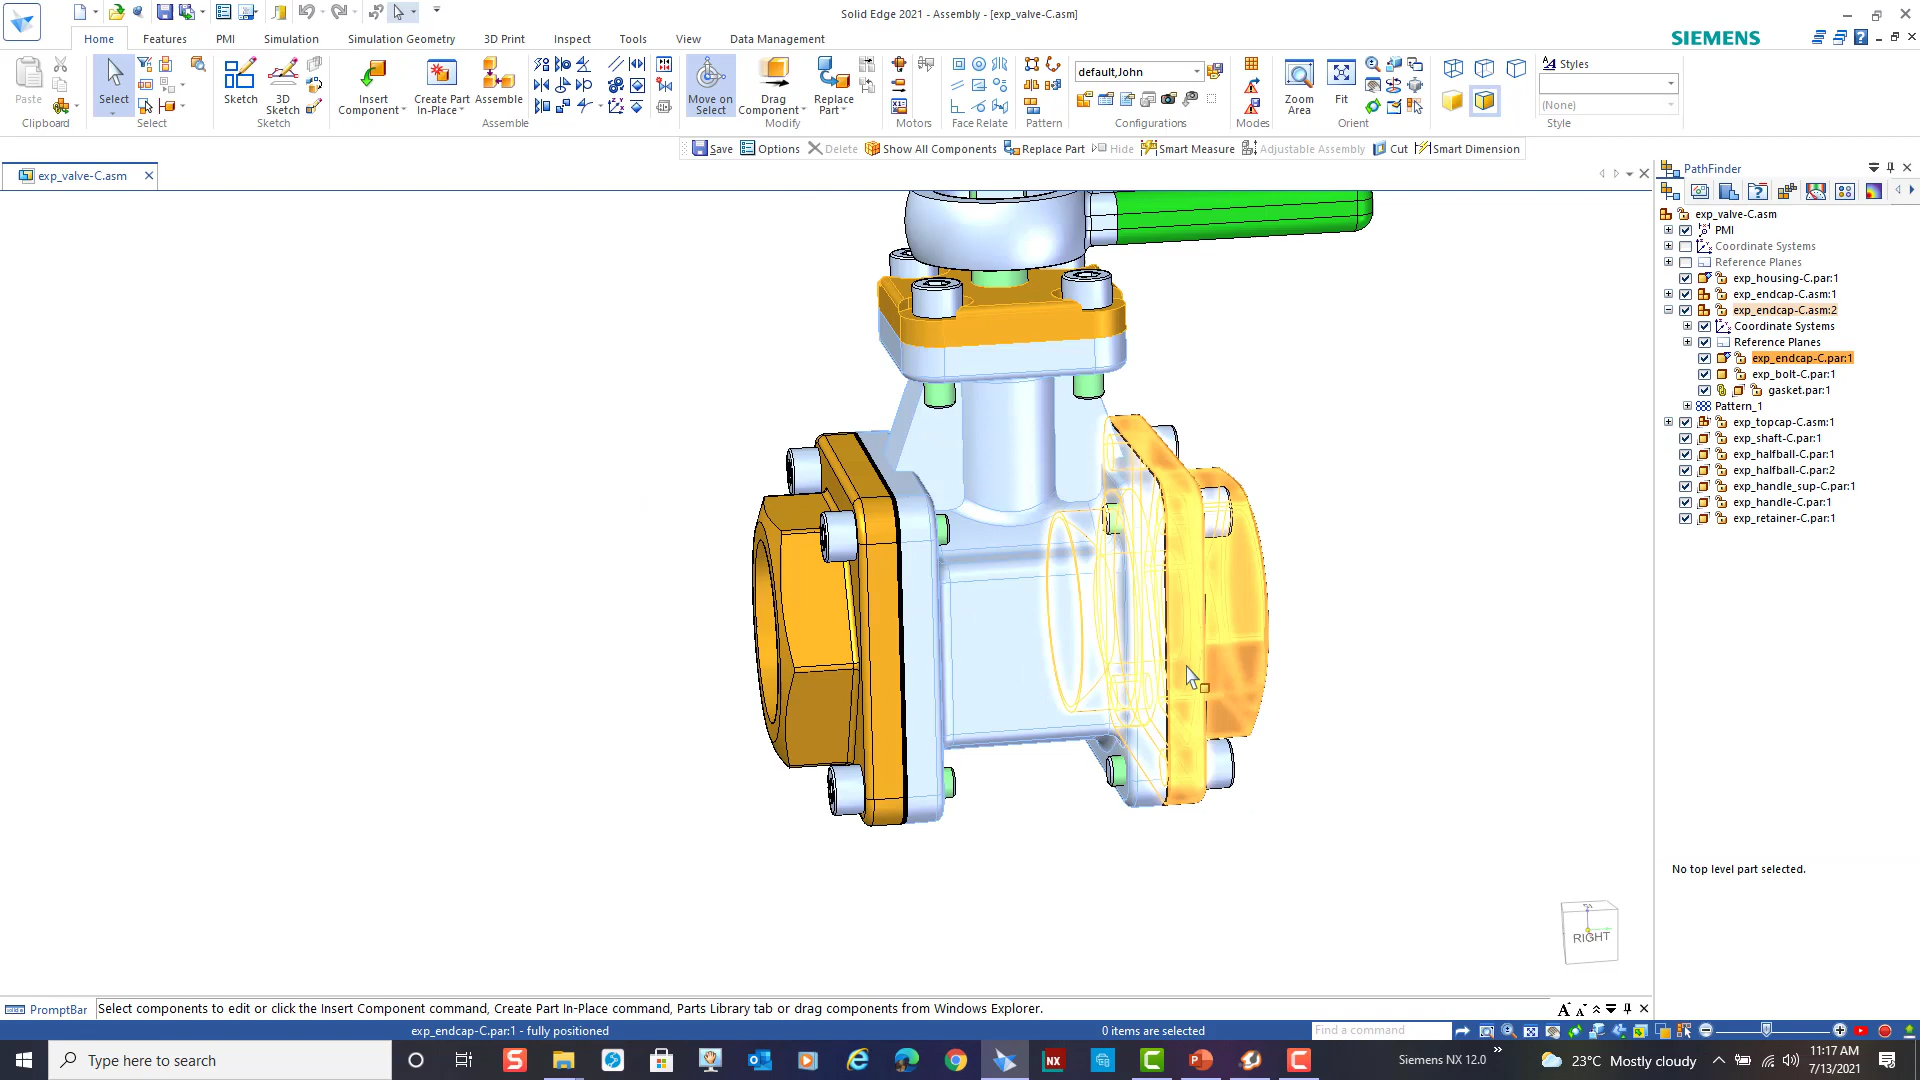 Solid Edge 2021 - Assembly - [exp_valve-C.asm]
Home Features PMI Simulation Simulation Geometry 3D Print Inspect Tools View Data Management
SIEMENS
Paste
Clipboard
Select
Select
Sketch
3D Sketch
Sketch
Insert Component
Create Part In-Place
Assemble
Assemble
Move on Select
Drag Component
Replace Part
Modify
Motors
Face Relate
Pattern
default,John
Configurations
Modes
Zoom Area
Fit
Orient
Styles
(None)
Style
Save Options Delete Show All Components Replace Part Hide Smart Measure Adjustable Assembly Cut Smart Dimension
exp_valve-C.asm
PathFinder
exp_valve-C.asm
PMI
Coordinate Systems
Reference Planes
exp_housing-C.par:1
exp_endcap-C.asm:1
exp_endcap-C.asm:2
Coordinate Systems
Reference Planes
exp_endcap-C.par:1
exp_bolt-C.par:1
gasket.par:1
Pattern_1
exp_topcap-C.asm:1
exp_shaft-C.par:1
exp_halfball-C.par:1
exp_halfball-C.par:2
exp_handle_sup-C.par:1
exp_handle-C.par:1
exp_retainer-C.par:1
No top level part selected.
RIGHT
PromptBar Select components to edit or click the Insert Component command, Create Part In-Place command, Parts Library tab or drag components from Windows Explorer.
exp_endcap-C.par:1 - fully positioned 0 items are selected Find a command
Type here to search
Siemens NX 12.0
23°C Mostly cloudy
11:17 AM
7/13/2021